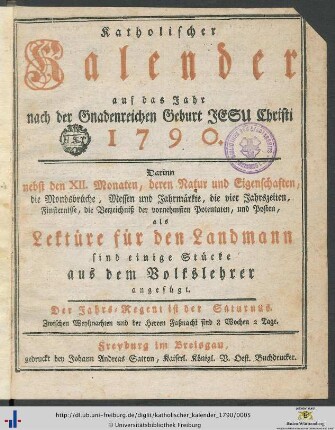 Katholischer
Kalender
auf das Jahr
nach der Gnadenreichen Geburt JESU Christi
1790.
Darinn
nebst den XII. Monaten, deren Natur und Eigenschaften,
die Mondsbrüche, Messen und Jahrmärkte, die vier Jahrszeiten,
Finsternisse, die Verzeichniß der vornehmsten Potentaten, und Posten,
als
Lektüre für den Landmann
sind einige Stücke
aus dem Volkslehrer
angefügt.
Der Jahrs-Regent ist der Saturnus.
Zwischen Weyhnachten und der Herren Faßnacht sind 7 Wochen 2 Tage.
Freyburg im Breisgau,
gedruckt bey Johann Andreas Satron, Kaiserl. Königl. V. Oest. Buchdrucker.
http://dl.ub.uni-freiburg.de/diglit/katholischer_kalender_1790/0005
© Universitätsbibliothek Freiburg